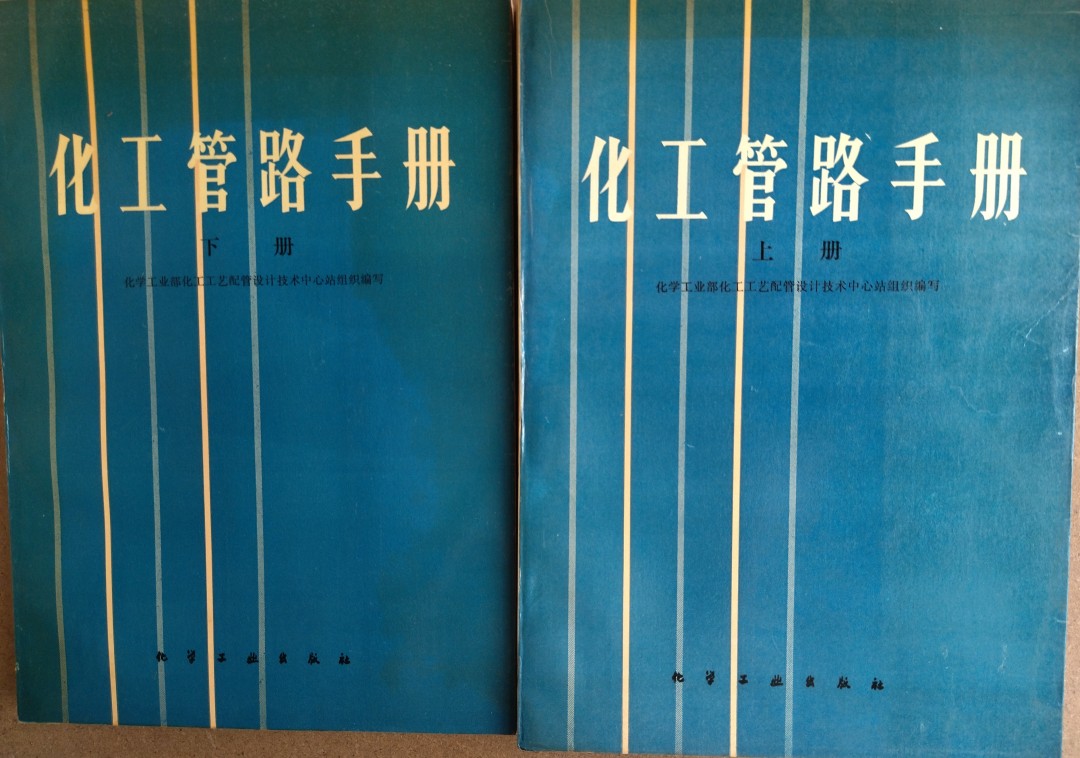 化工管路手册
下册
化学工业部化工工艺配管设计技术中心站组织编写
化学工业出版社
化工管路手册
上册
化学工业部化工工艺配管设计技术中心站组织编写
化学工业出版社